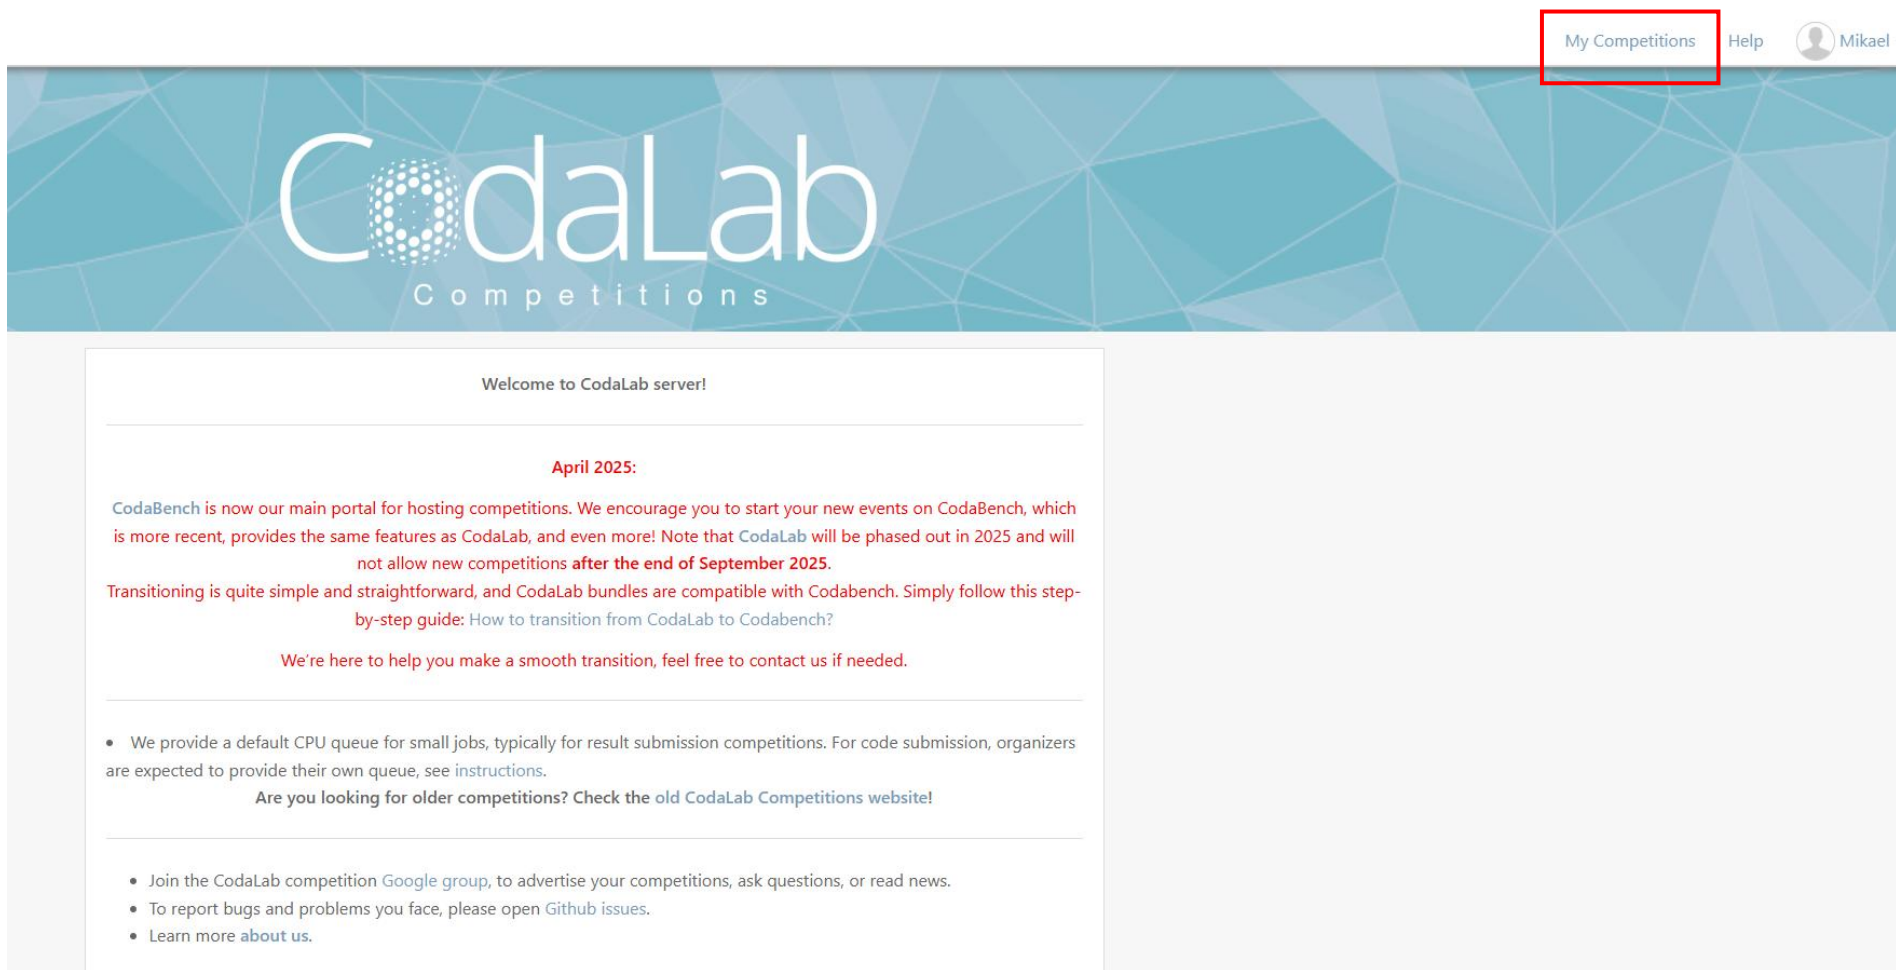 My Competitions Help Mikael
CodaLab
Competitions
Welcome to CodaLab server!
April 2025:
CodaBench is now our main portal for hosting competitions. We encourage you to start your new events on CodaBench, which
is more recent, provides the same features as CodaLab, and even more! Note that CodaLab will be phased out in 2025 and will
not allow new competitions after the end of September 2025.
Transitioning is quite simple and straightforward, and CodaLab bundles are compatible with Codabench. Simply follow this step-
by-step guide: How to transition from CodaLab to Codabench?
We're here to help you make a smooth transition, feel free to contact us if needed.
• We provide a default CPU queue for small jobs, typically for result submission competitions. For code submission, organizers
are expected to provide their own queue, see instructions.
Are you looking for older competitions? Check the old CodaLab Competitions website!
• Join the CodaLab competition Google group, to advertise your competitions, ask questions, or read news.
• To report bugs and problems you face, please open Github issues.
• Learn more about us.